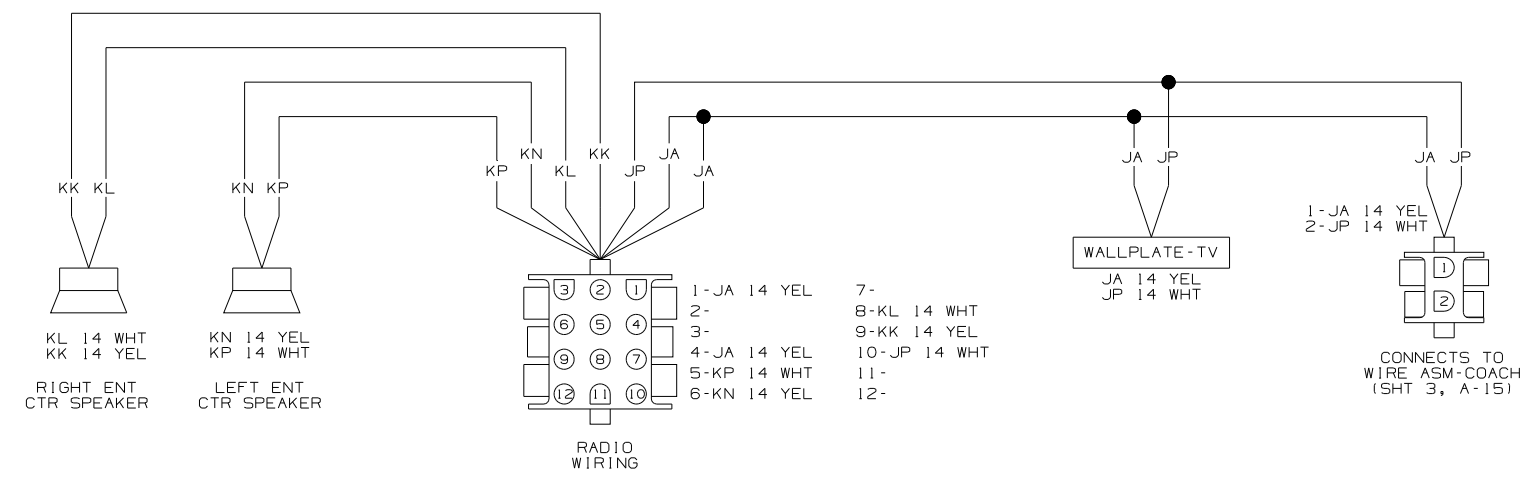 KP
KN
KL
KK
JP
JA
JA
KK KL
KN KP
JA JP
JA JP
1-JA 14 YEL
2-JP 14 WHT
WALLPLATE-TV
JA 14 YEL
JP 14 WHT
1
2
3 2 1
6 5 4
9 8 7
12 11 10
1-JA 14 YEL
2-
3-
4-JA 14 YEL
5-KP 14 WHT
6-KN 14 YEL
7-
8-KL 14 WHT
9-KK 14 YEL
10-JP 14 WHT
11-
12-
KL 14 WHT
KK 14 YEL
RIGHT ENT
CTR SPEAKER
KN 14 YEL
KP 14 WHT
LEFT ENT
CTR SPEAKER
RADIO
WIRING
CONNECTS TO
WIRE ASM-COACH
(SHT 3, A-15)